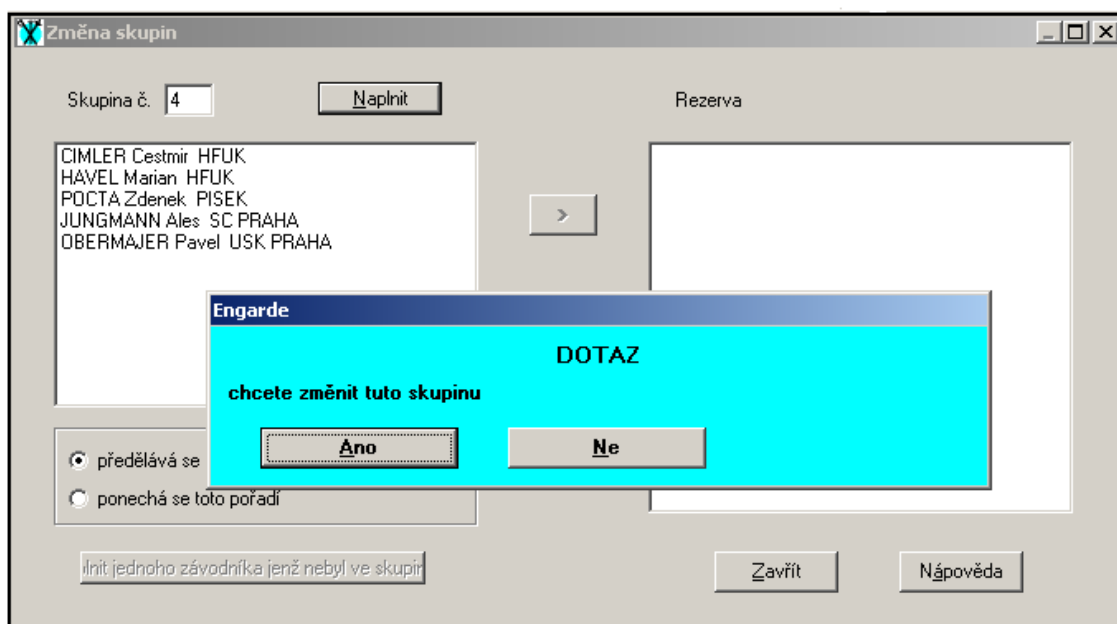 Změna skupin
Skupina č. 4
Naplnit
Rezerva
CIMLER Cestmir HFUK
HAVEL Marian HFUK
POCTA Zdenek PISEK
JUNGMANN Ales SC PRAHA
OBERMAJER Pavel USK PRAHA
>
Engarde
DOTAZ
chcete změnit tuto skupinu
Ano
Ne
předělává se
ponechá se toto pořadí
jednoho závodníka jenž nebyl ve
Zavřít
Nápověda